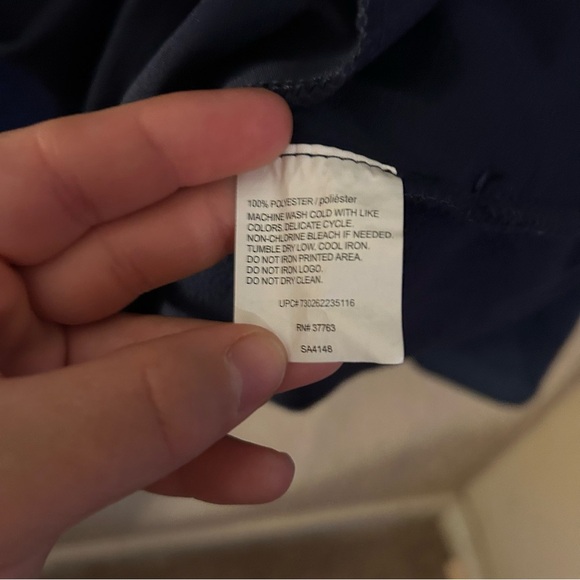 100% POLYESTER / poliéster
MACHINE WASH COLD WITH LIKE
COLORS. DELICATE CYCLE.
NON-CHLORINE BLEACH IF NEEDED.
TUMBLE DRY LOW. COOL IRON.
DO NOT IRON PRINTED AREA.
DO NOT IRON LOGO.
DO NOT DRY CLEAN.
UPC# 730262235116
RN# 37763
SA4148